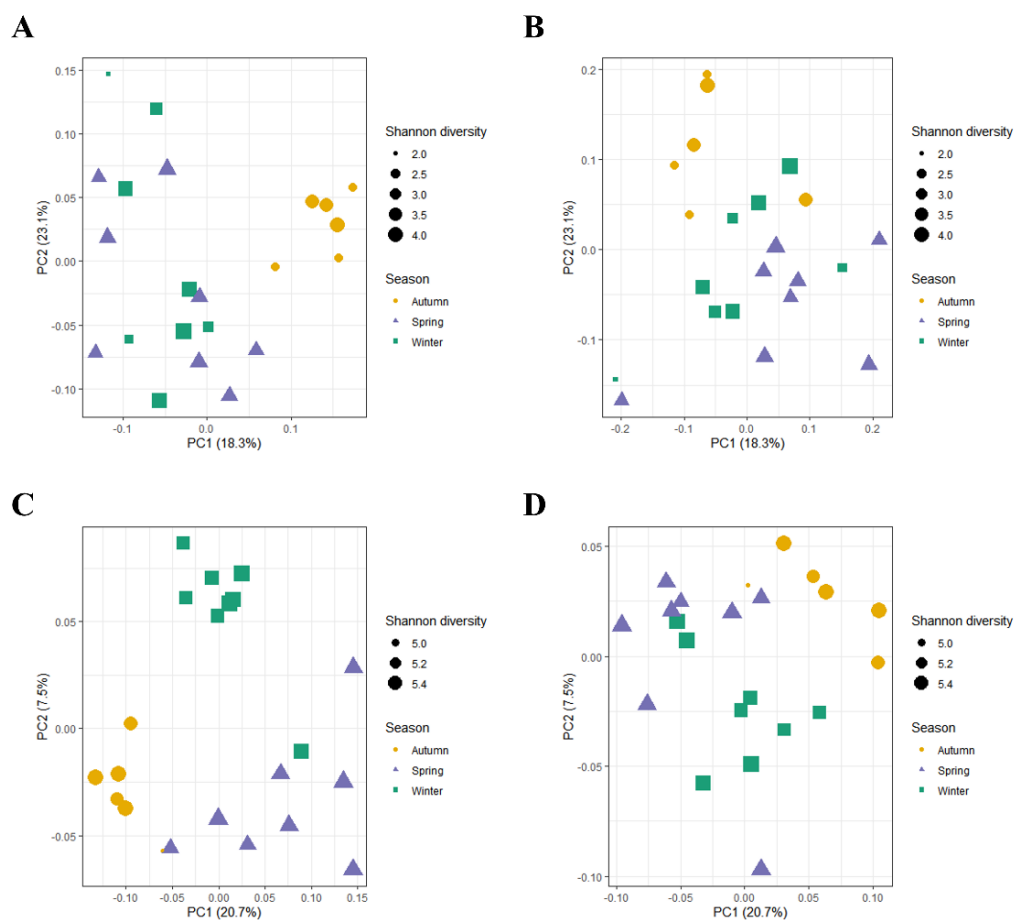 A
B
0.15
0.10
0.05
0.00
-0.05
-0.10
PC2 (23.1%)
-0.1
0.0
0.1
PC1 (18.3%)
Shannon diversity
2.0
2.5
3.0
3.5
4.0
Season
Autumn
Spring
Winter
0.2
0.1
0.0
-0.1
PC2 (23.1%)
-0.2
-0.1
0.0
0.1
0.2
PC1 (18.3%)
Shannon diversity
2.0
2.5
3.0
3.5
4.0
Season
Autumn
Spring
Winter
C
D
0.05
0.00
-0.05
PC2 (7.5%)
-0.10
-0.05
0.00
0.05
0.10
0.15
PC1 (20.7%)
Shannon diversity
5.0
5.2
5.4
Season
Autumn
Spring
Winter
0.05
0.00
-0.05
-0.10
PC2 (7.5%)
-0.10
-0.05
0.00
0.05
0.10
PC1 (20.7%)
Shannon diversity
5.0
5.2
5.4
Season
Autumn
Spring
Winter